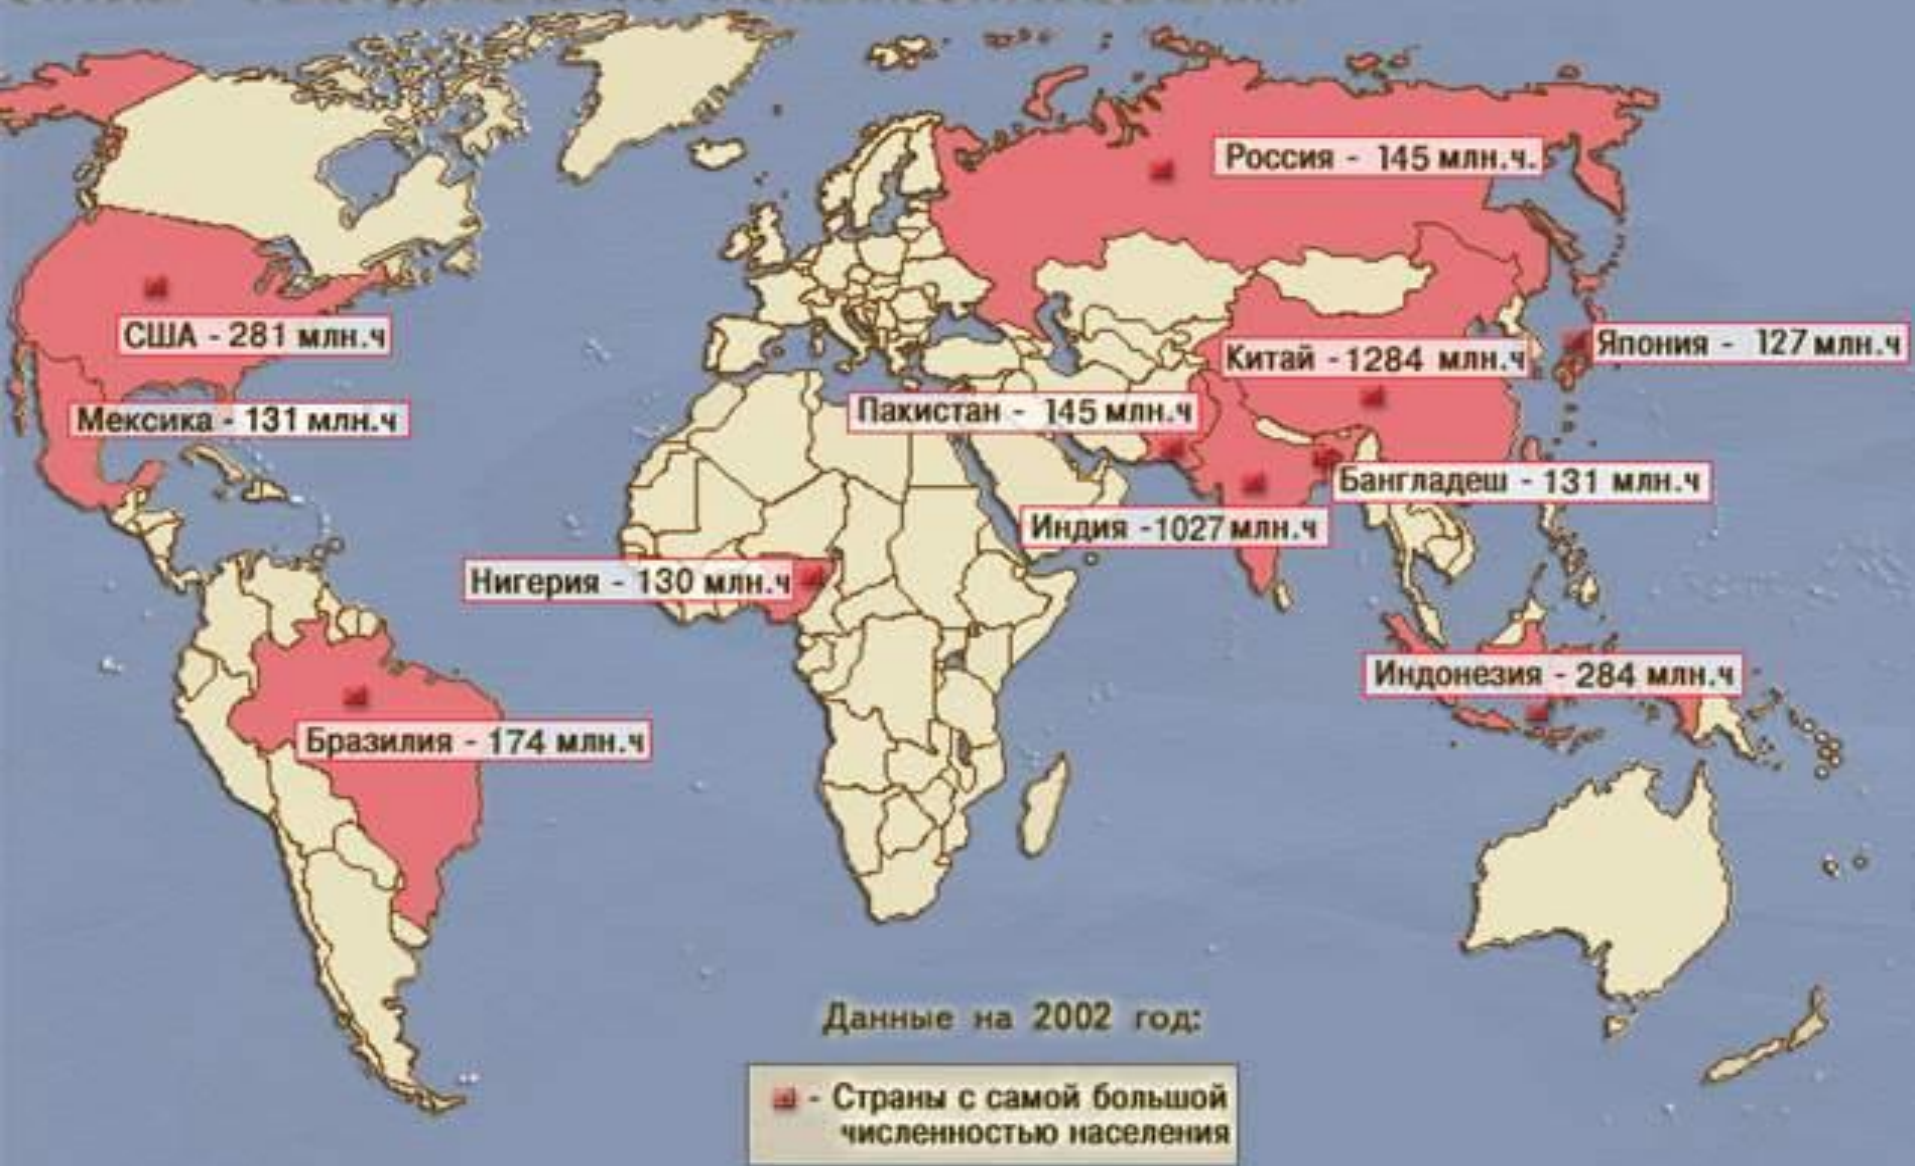 Россия - 145 млн.ч.
США - 281 млн.ч
Япония - 127 млн.ч
Китай -1284 млн.ч
Мексика - 131 млн.ч
Пакистан - 145 млн.ч
Бангладеш - 131 млн.ч
Индия -1027 млн.ч
Нигерия - 130 млн.ч
Индонезия - 284 млн.ч
Бразилия - 174 млн.ч
Данные на 2002 год:
- Страны с самой большой
численностью населения